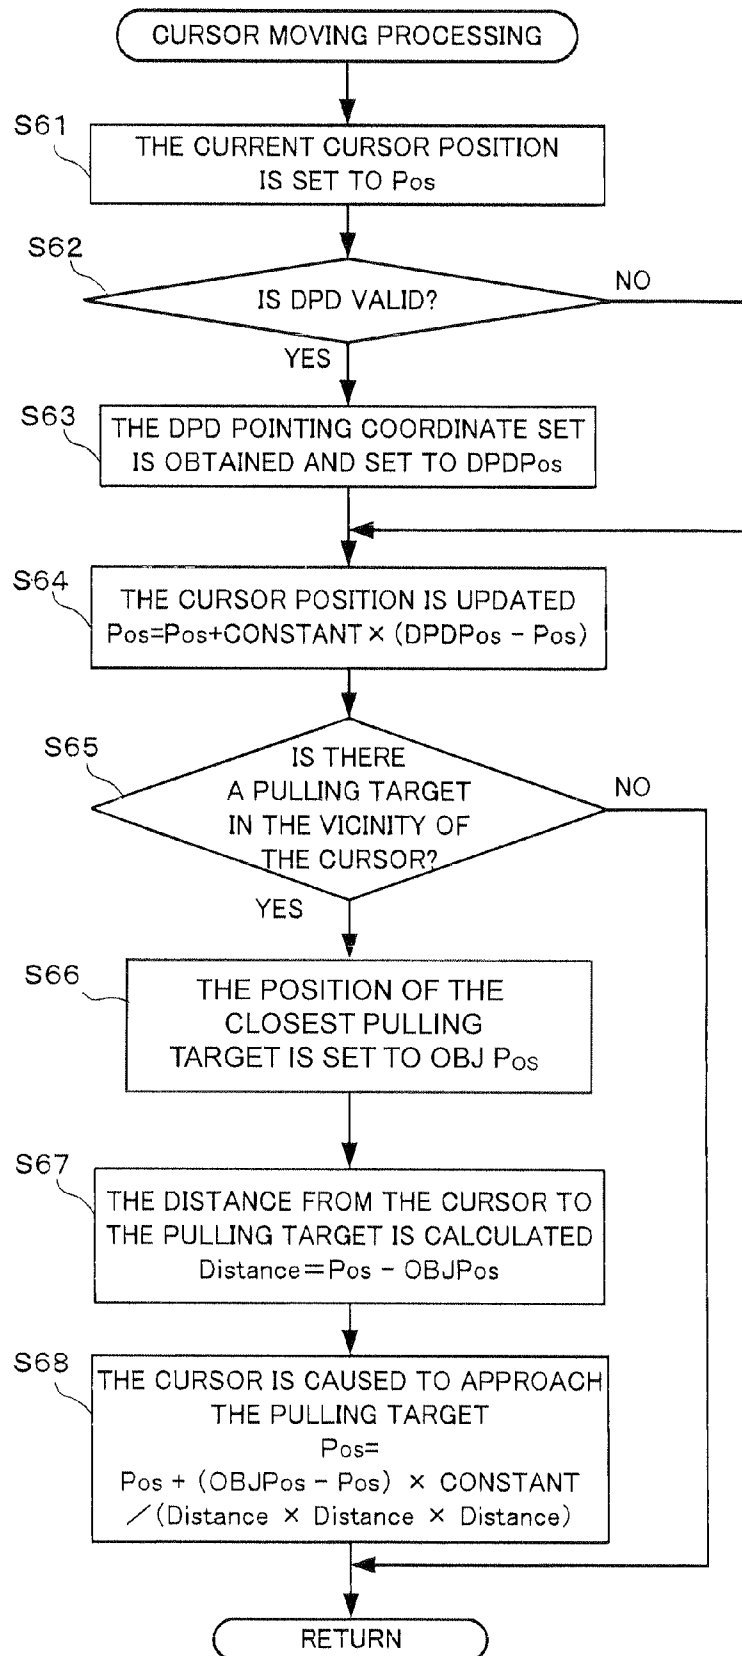 CURSOR MOVING PROCESSING
S61
THE CURRENT CURSOR POSITION
IS SET TO Pos
S62
IS DPD VALID?
NO
YES
S63
THE DPD POINTING COORDINATE SET
IS OBTAINED AND SET TO DPDPos
S64
THE CURSOR POSITION IS UPDATED
Pos=Pos+CONSTANT × (DPDPos - Pos)
S65
IS THERE
A PULLING TARGET
IN THE VICINITY OF
THE CURSOR?
NO
YES
S66
THE POSITION OF THE
CLOSEST PULLING
TARGET IS SET TO OBJ Pos
S67
THE DISTANCE FROM THE CURSOR TO
THE PULLING TARGET IS CALCULATED
Distance=Pos - OBJPos
S68
THE CURSOR IS CAUSED TO APPROACH
THE PULLING TARGET
Pos=
Pos + (OBJPos - Pos) × CONSTANT
/(Distance × Distance × Distance)
RETURN